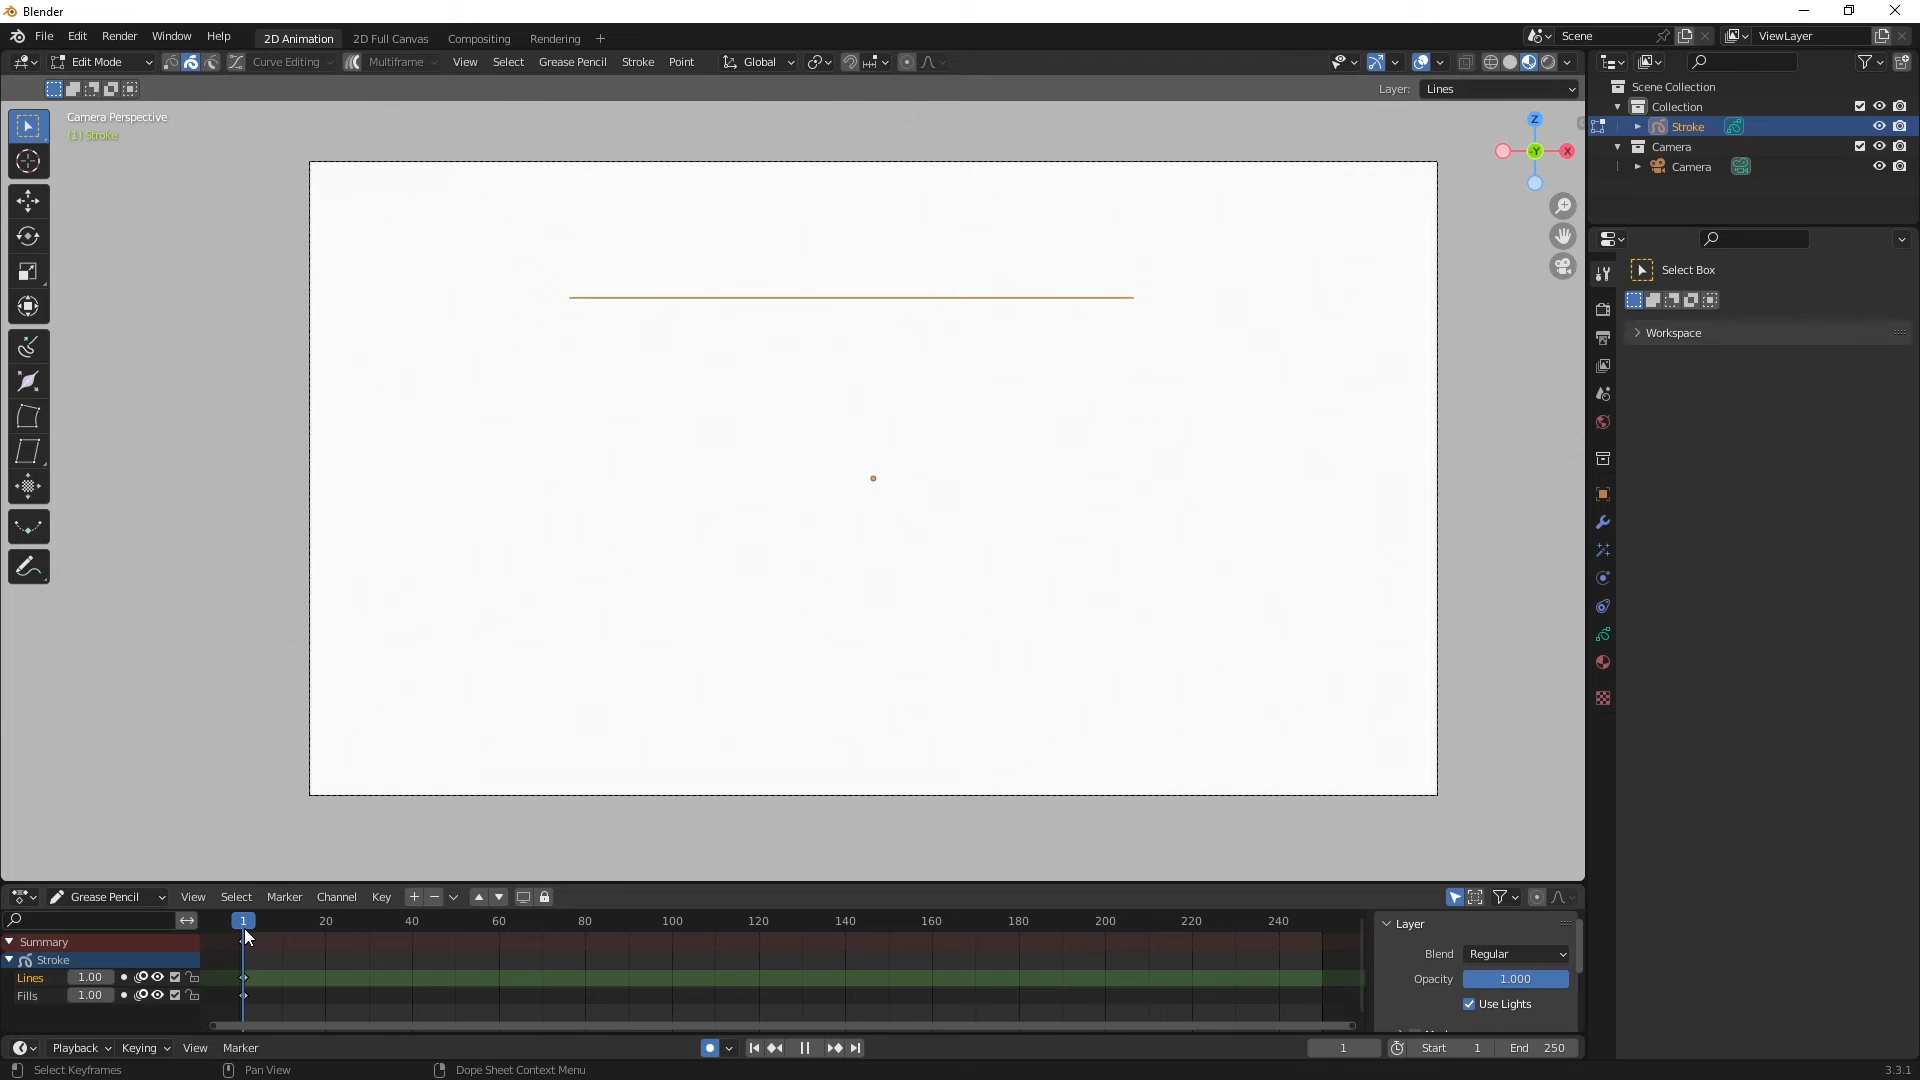 Blender
File Edit Render Window Help 2D Animation 2D Full Canvas Compositing Rendering + Scene ViewLayer
Edit Mode Curve Editing Multiframe View Select Grease Pencil Stroke Point Global
Layer: Lines
Camera Perspective
(1) Stroke
Z
-Y
X
Scene Collection
Collection
Stroke
Camera
Camera
Select Box
Workspace
Grease Pencil View Select Marker Channel Key
1 20 40 60 80 100 120 140 160 180 200 220 240
Summary
Stroke
Lines 1.00
Fills 1.00
Layer
Blend Regular
Opacity 1.000
Use Lights
Playback Keying View Marker 1 Start 1 End 250
Select Keyframes Pan View Dope Sheet Context Menu 3.3.1